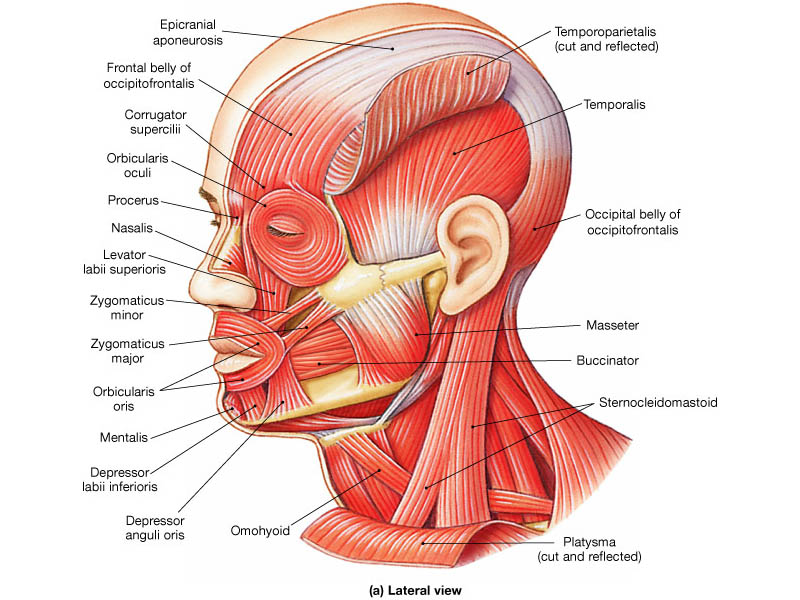 Epicranial
aponeurosis
Frontal belly of
occipitofrontalis
Corrugator
supercilii
Orbicularis
oculi
Procerus
Nasalis
Levator
labii superioris
Zygomaticus
minor
Zygomaticus
major
Orbicularis
oris
Mentalis
Depressor
labii inferioris
Depressor
anguli oris
Omohyoid
Temporoparietalis
(cut and reflected)
Temporalis
Occipital belly of
occipitofrontalis
Masseter
Buccinator
Sternocleidomastoid
Platysma
(cut and reflected)
(a) Lateral view